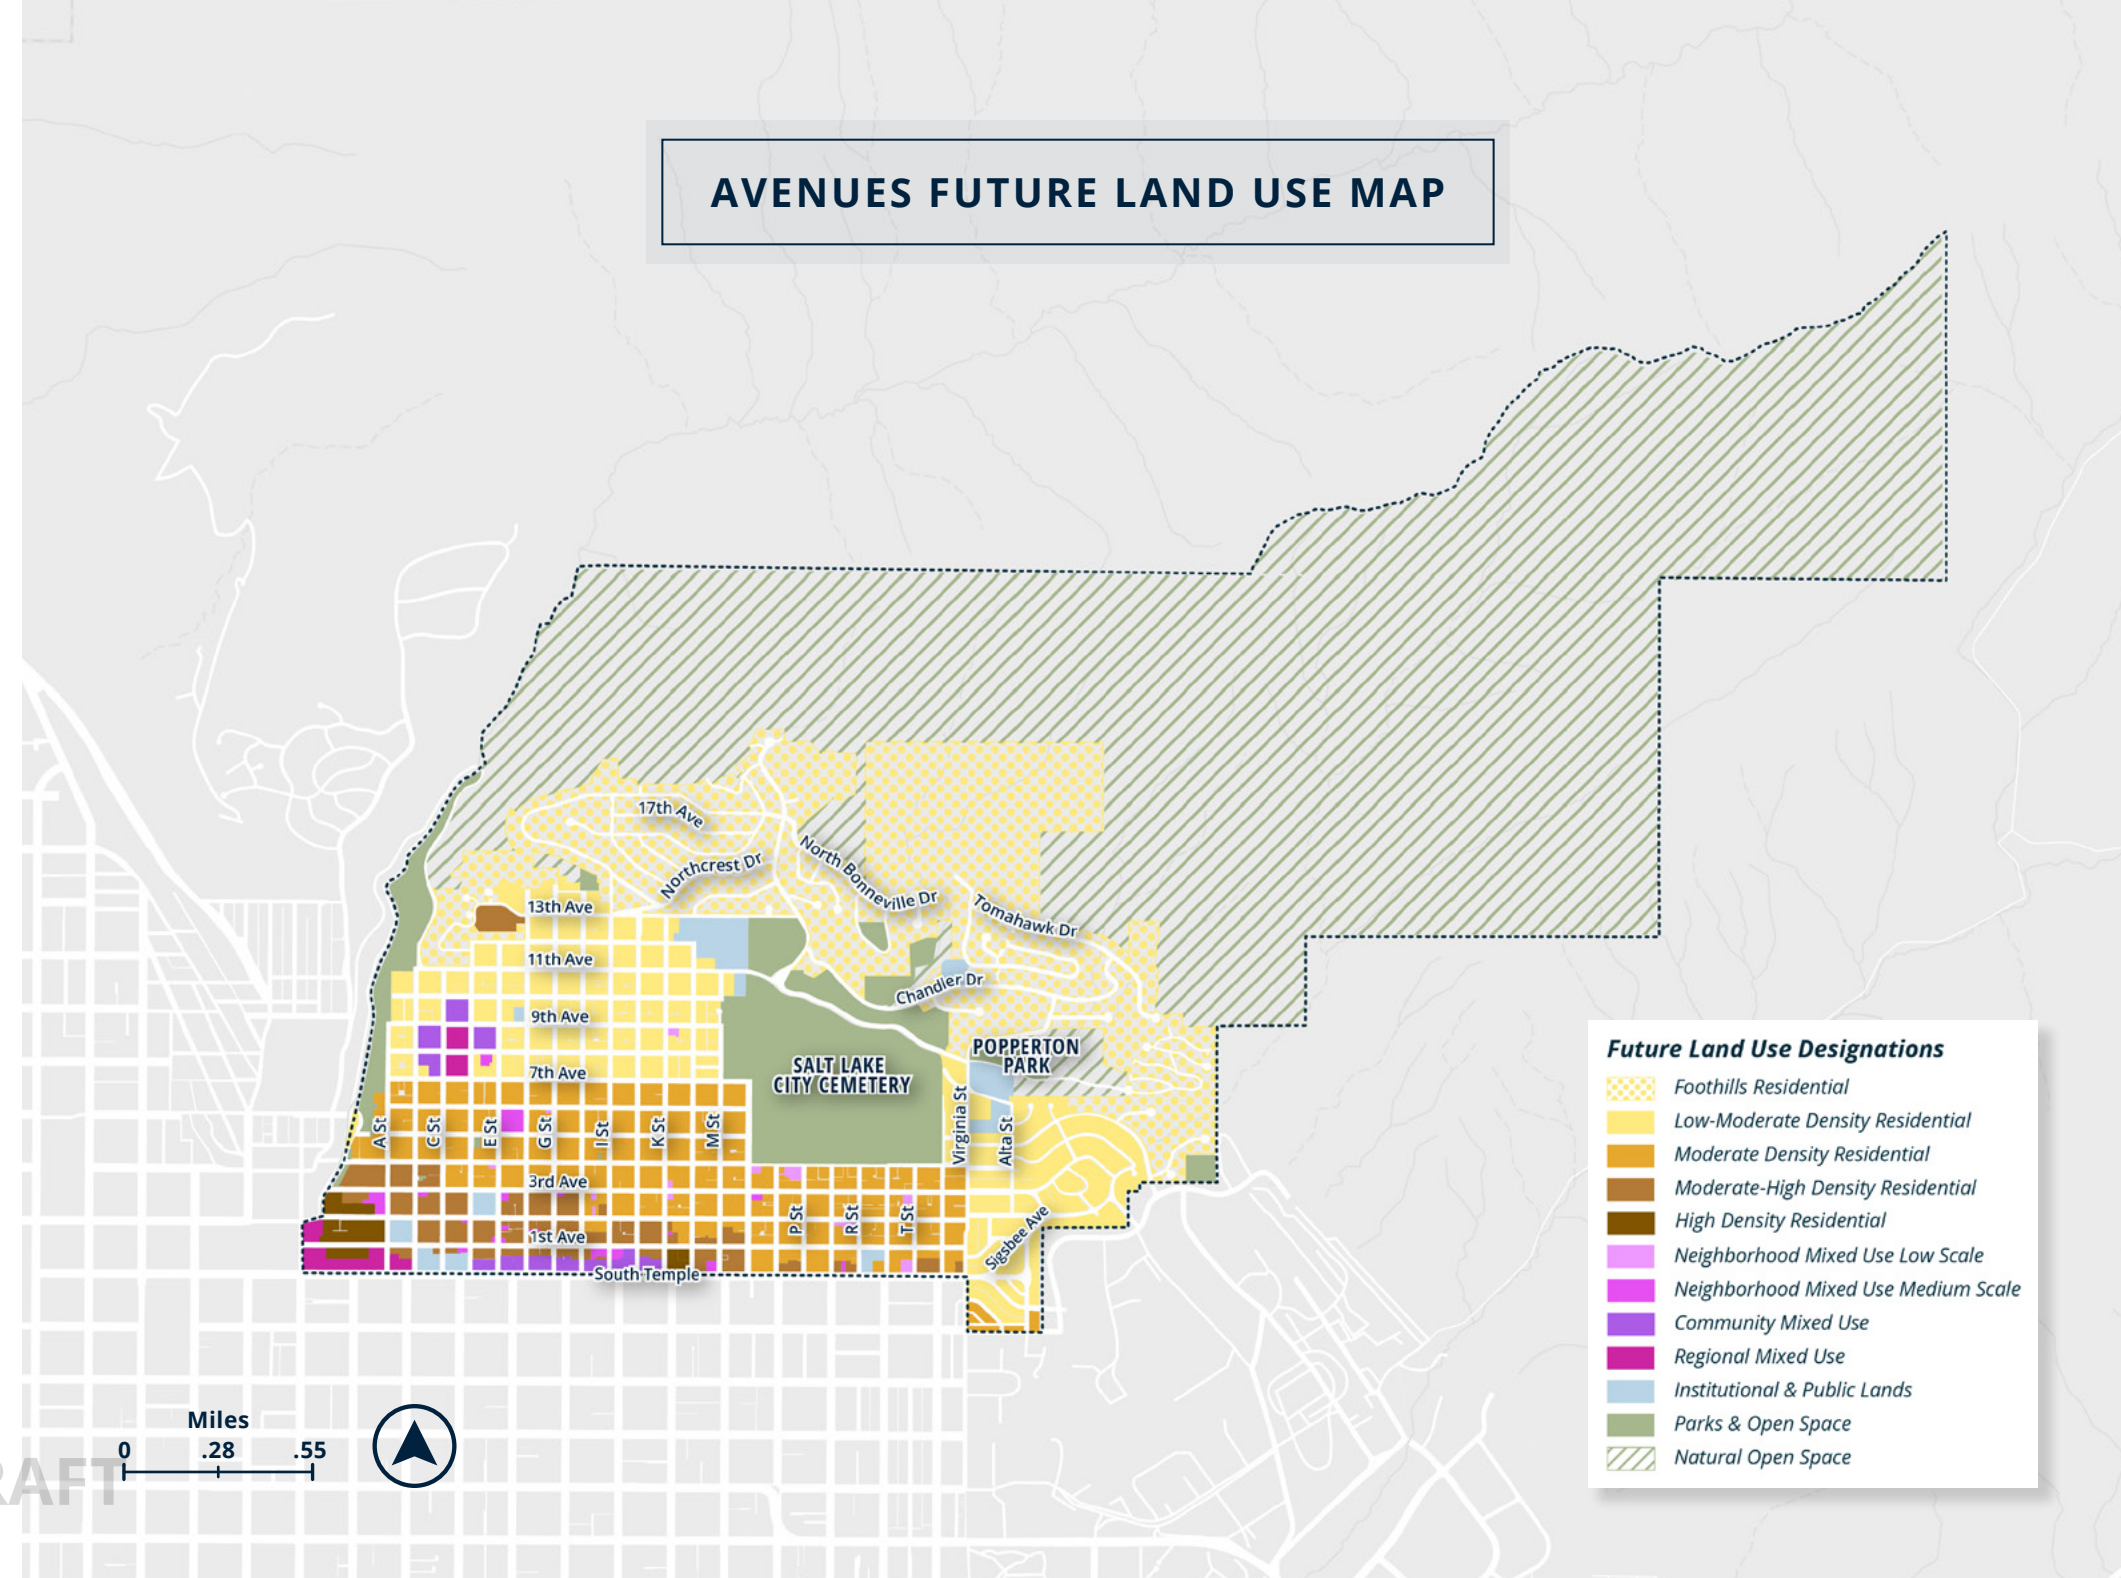 AVENUES FUTURE LAND USE MAP
17th Ave
Northcrest Dr
North Bonneville Dr
13th Ave
Tomahawk Dr
11th Ave
Chandler Dr
9th Ave
POPPERTON
PARK
SALT LAKE
CITY CEMETERY
7th Ave
A St
C St
E St
G St
I St
K St
M St
Virginia St
Alta St
3rd Ave
P St
R St
T St
1st Ave
Sigsbee Ave
South Temple
Future Land Use Designations
Foothills Residential
Low-Moderate Density Residential
Moderate Density Residential
Moderate-High Density Residential
High Density Residential
Neighborhood Mixed Use Low Scale
Neighborhood Mixed Use Medium Scale
Community Mixed Use
Regional Mixed Use
Institutional & Public Lands
Parks & Open Space
Natural Open Space
Miles
0 .28 .55